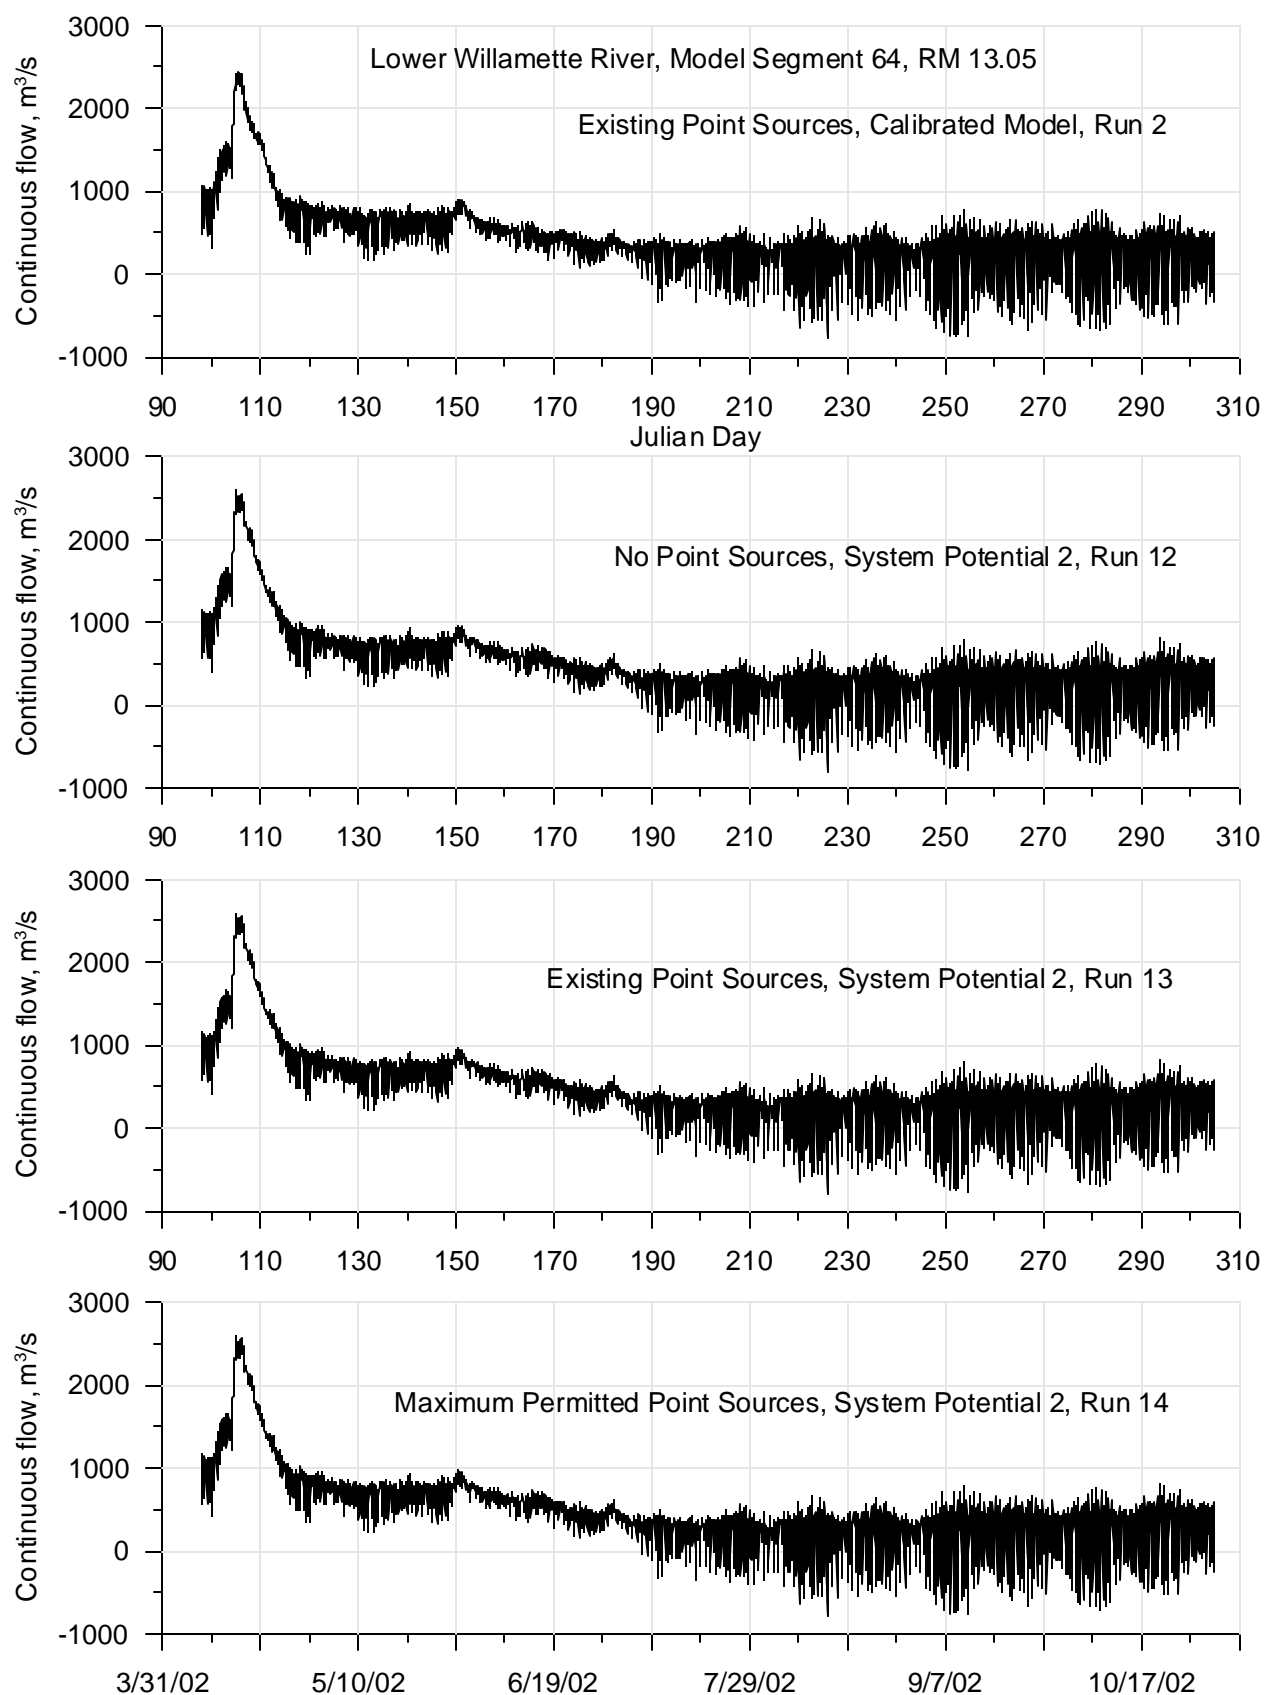 3000
Lower Willamette River, Model Segment 64, RM 13.05
2000
Existing Point Sources, Calibrated Model, Run 2
1000
0
-1000
Continuous flow, m³/s
90 110 130 150 170 190 210 230 250 270 290 310
Julian Day
3000
2000
No Point Sources, System Potential 2, Run 12
1000
0
-1000
Continuous flow, m³/s
90 110 130 150 170 190 210 230 250 270 290 310
3000
2000
Existing Point Sources, System Potential 2, Run 13
1000
0
-1000
Continuous flow, m³/s
90 110 130 150 170 190 210 230 250 270 290 310
3000
2000
Maximum Permitted Point Sources, System Potential 2, Run 14
1000
0
-1000
Continuous flow, m³/s
3/31/02 5/10/02 6/19/02 7/29/02 9/7/02 10/17/02